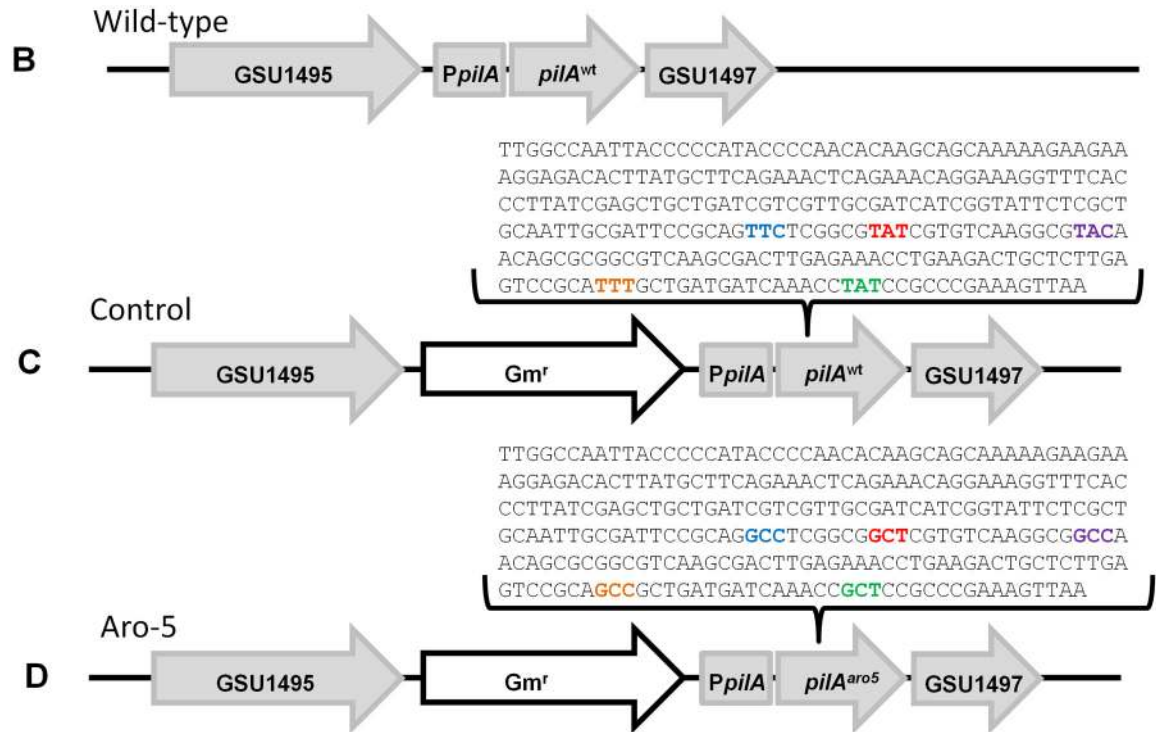 Wild-type
B
GSU1495 PpilA pilAwt GSU1497
TTGGCCAATTACCCCCATACCCCAACACAAGCAGCAAAAAGAAGAA
AGGAGACACTTATGCTTCAGAAACTCAGAAACAGGAAAGGTTTCAC
CCTTATCGAGCTGCTGATCGTCGTTGCGATCATCGGTATTCTCGCT
GCAATTGCGATTCCGCAGTTCTCGGCGTATCGTGTCAAGGCGTACA
ACAGCGCGGCGTCAAGCGACTTGAGAAACCTGAAGACTGCTCTTGA
GTCCGCATTTGCTGATGATCAAACCTATCCGCCCGAAAGTTAA
Control
C
GSU1495 Gmr PpilA pilAwt GSU1497
TTGGCCAATTACCCCCATACCCCAACACAAGCAGCAAAAAGAAGAA
AGGAGACACTTATGCTTCAGAAACTCAGAAACAGGAAAGGTTTCAC
CCTTATCGAGCTGCTGATCGTCGTTGCGATCATCGGTATTCTCGCT
GCAATTGCGATTCCGCAGGCCTCGGCGGCTCGTGTCAAGGCGGCCA
ACAGCGCGGCGTCAAGCGACTTGAGAAACCTGAAGACTGCTCTTGA
GTCCGCAGCCGCTGATGATCAAACCGCTCCGCCCGAAAGTTAA
Aro-5
D
GSU1495 Gmr PpilA pilAaro5 GSU1497